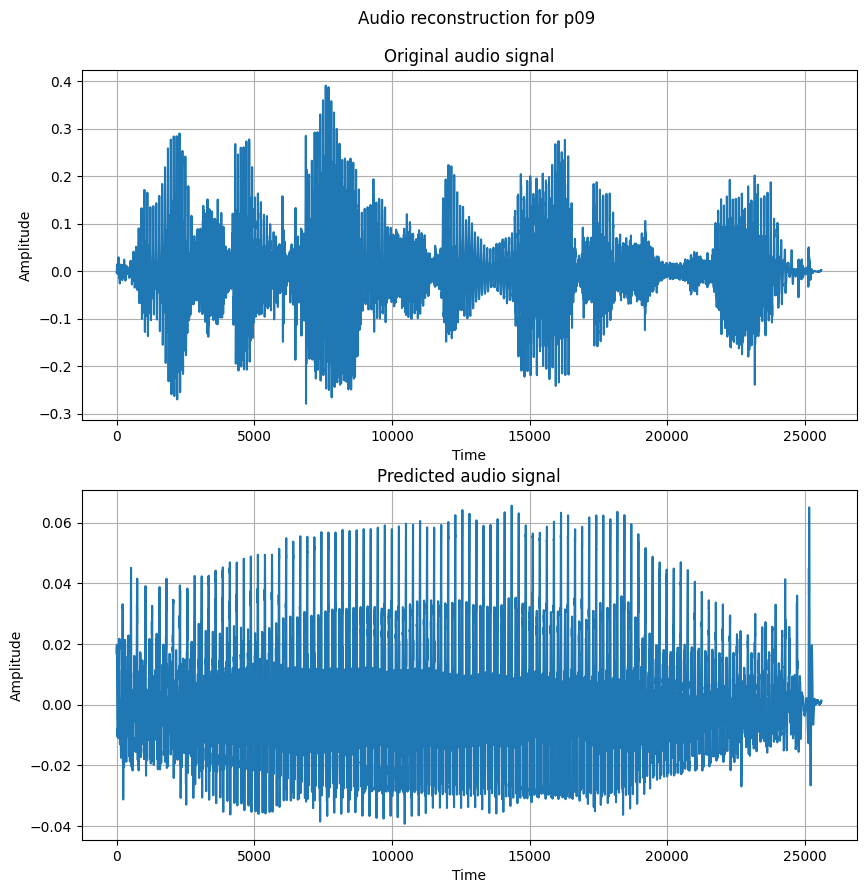 Audio reconstruction for p09
Original audio signal
0.4
0.3
0.2
0.1
0.0
−0.1
−0.2
−0.3
Amplitude
0 5000 10000 15000 20000 25000
Time
Predicted audio signal
0.06
0.04
0.02
0.00
−0.02
−0.04
Amplitude
0 5000 10000 15000 20000 25000
Time